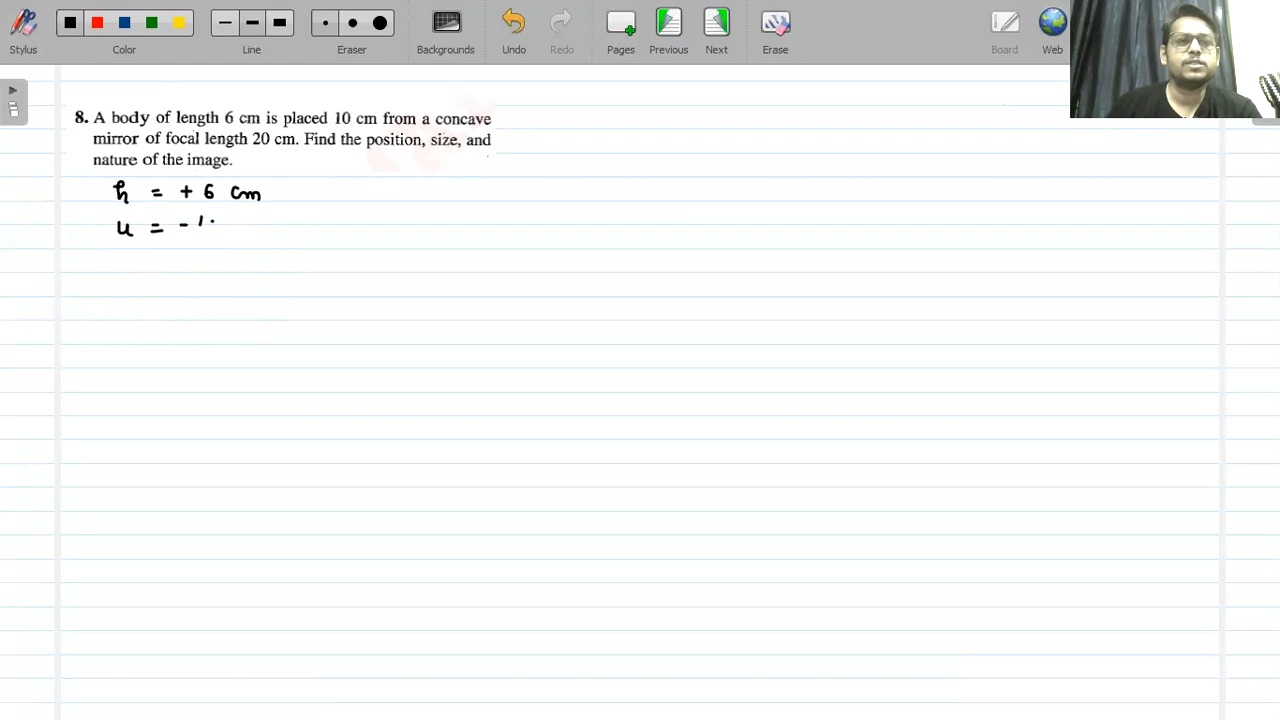 Stylus
Color
Line
Eraser
Backgrounds
Undo
Redo
Pages
Previous
Next
Erase
Board
Web
8. A body of length 6 cm is placed 10 cm from a concave
mirror of focal length 20 cm. Find the position, size, and
nature of the image.
h = + 6 cm
u = - 1